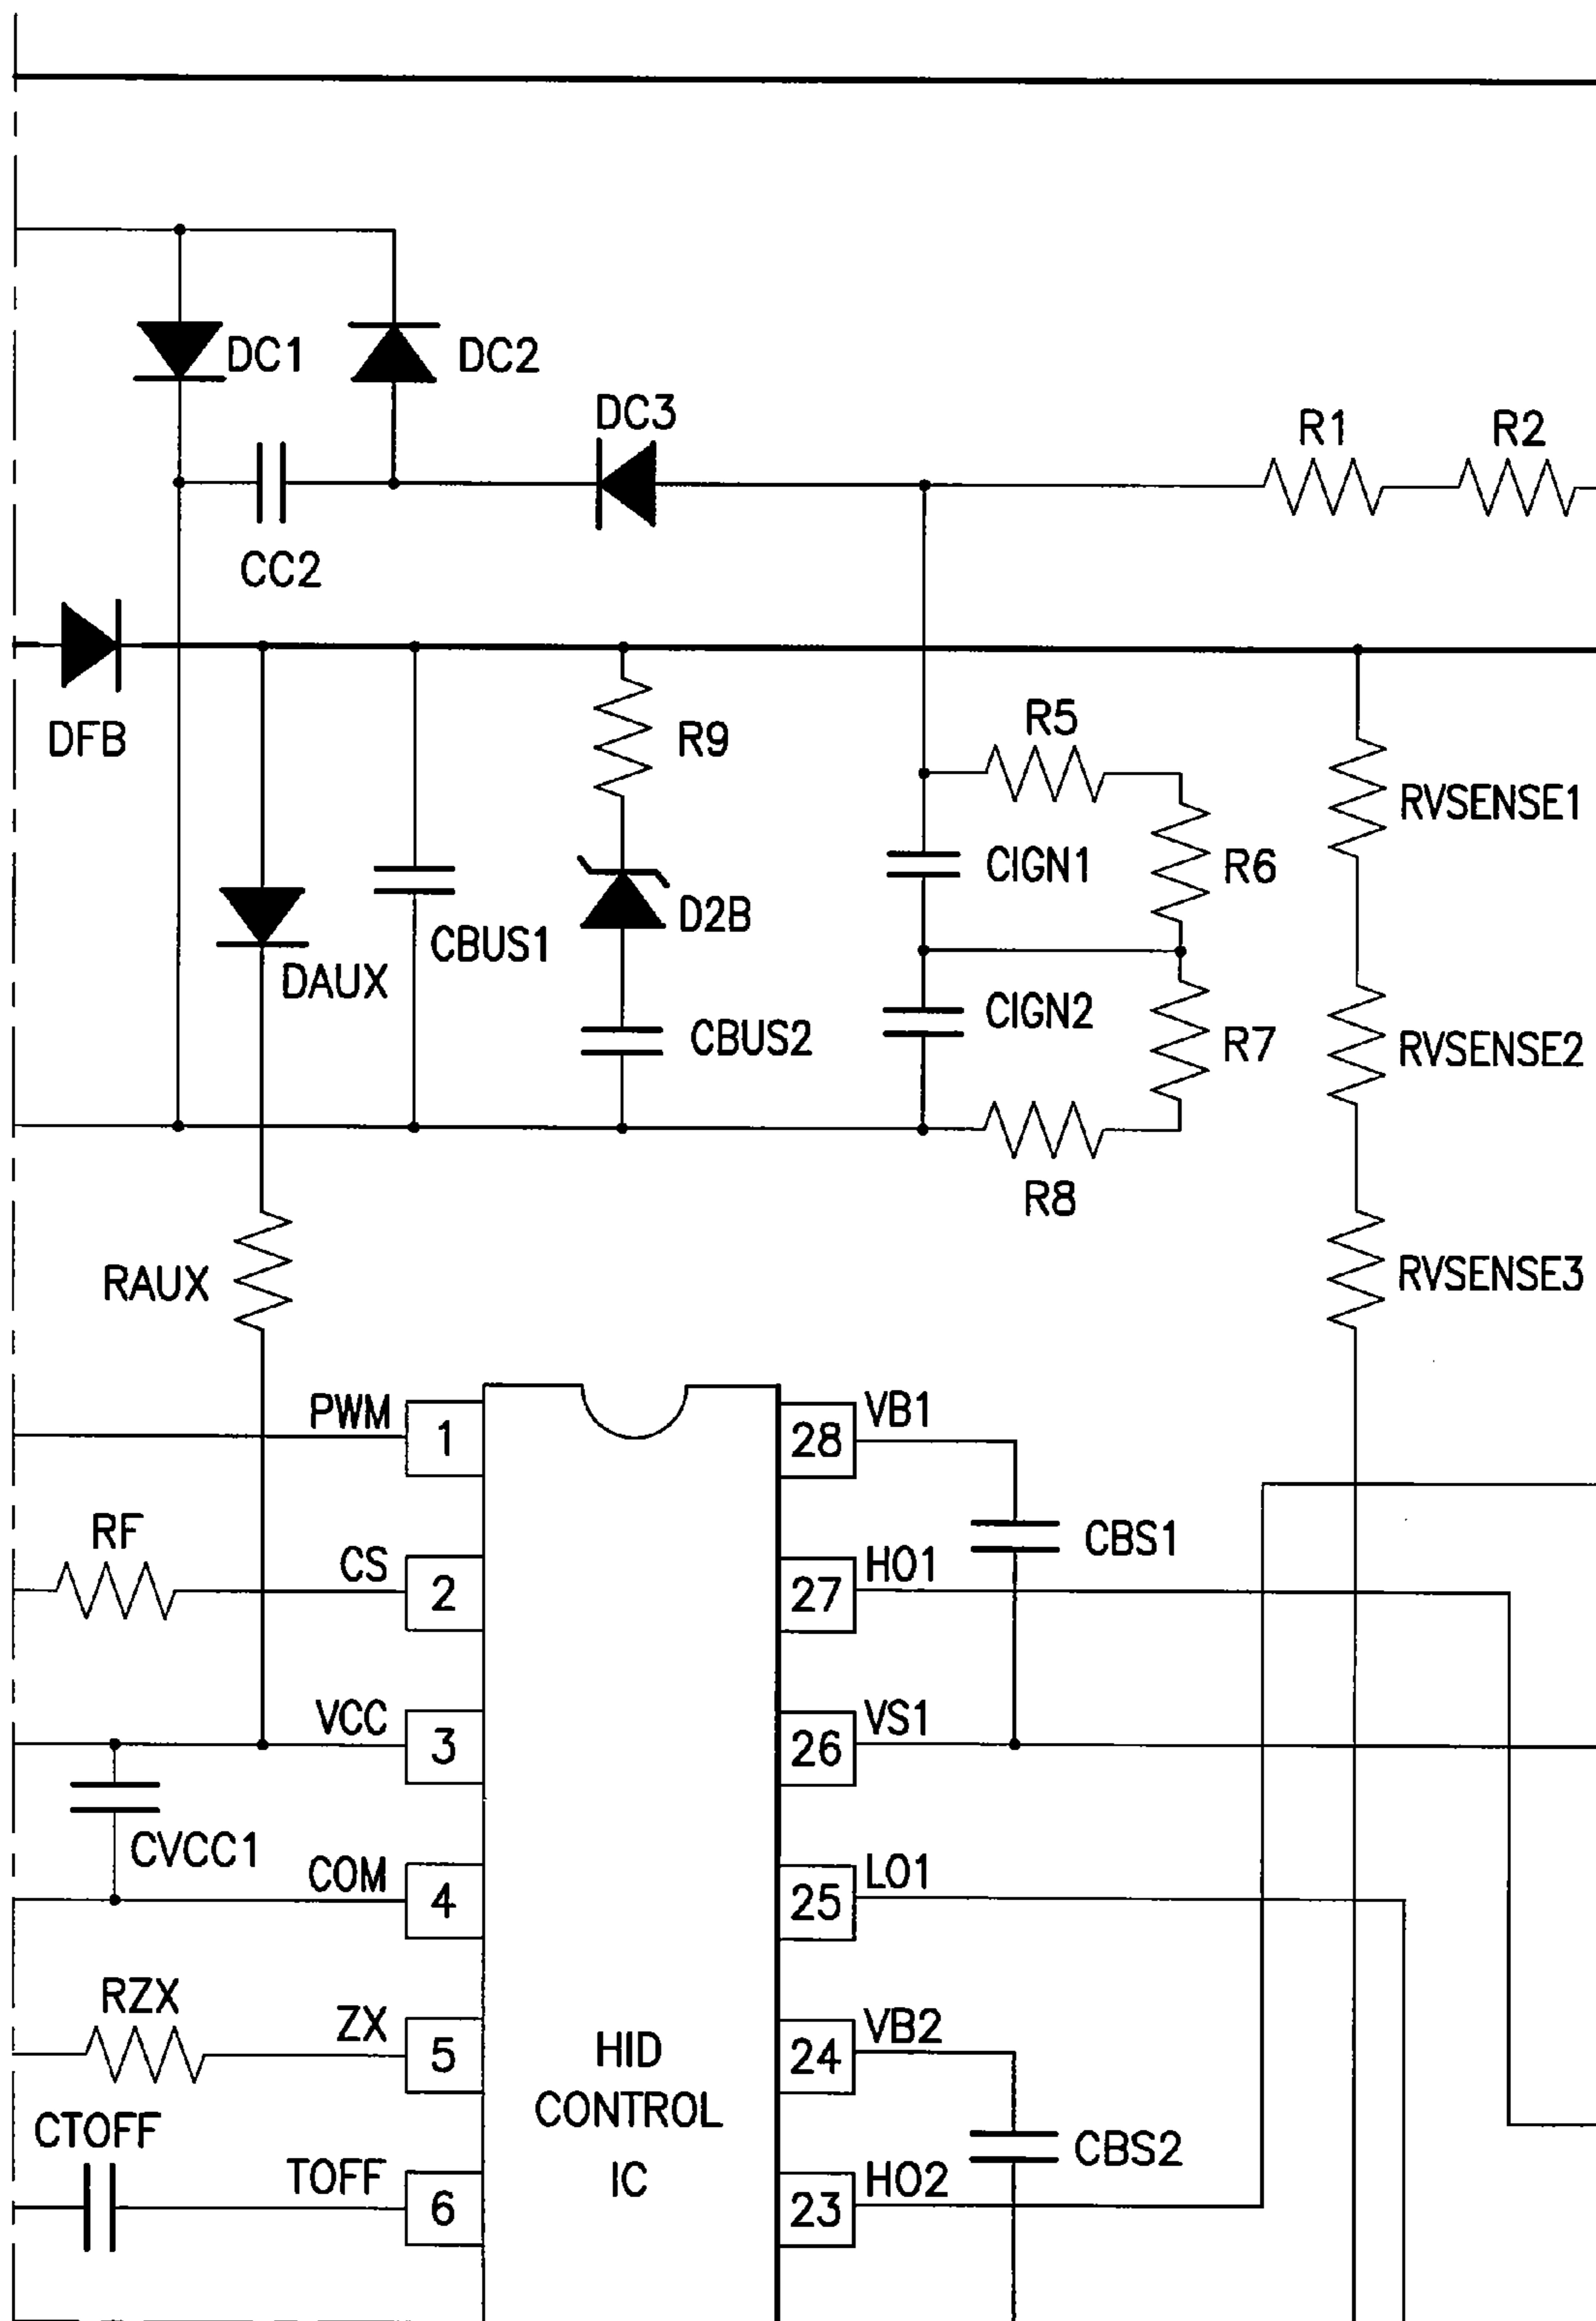 DC1
DC2
DC3
R1
R2
CC2
DFB
R9
R5
RVSENSE1
CIGN1
R6
D2B
CBUS1
DAUX
CIGN2
CBUS2
R7
RVSENSE2
R8
RAUX
RVSENSE3
PWM
1
28
VB1
RF
CS
2
27
HO1
CBS1
VCC
3
26
VS1
CVCC1
COM
4
25
LO1
RZX
ZX
5
HID
CONTROL
IC
24
VB2
CTOFF
TOFF
6
23
HO2
CBS2